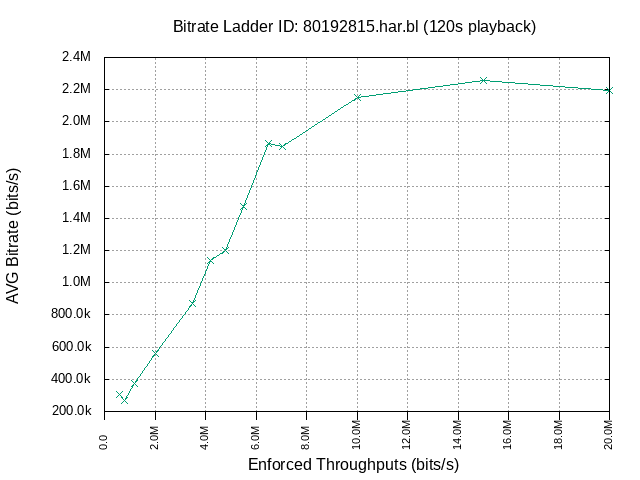 Bitrate Ladder ID: 80192815.har.bl (120s playback)
2.4M
2.2M
2.0M
1.8M
1.6M
1.4M
1.2M
1.0M
800.0k
600.0k
400.0k
200.0k
AVG Bitrate (bits/s)
0.0
2.0M
4.0M
6.0M
8.0M
10.0M
12.0M
14.0M
16.0M
18.0M
20.0M
Enforced Throughputs (bits/s)